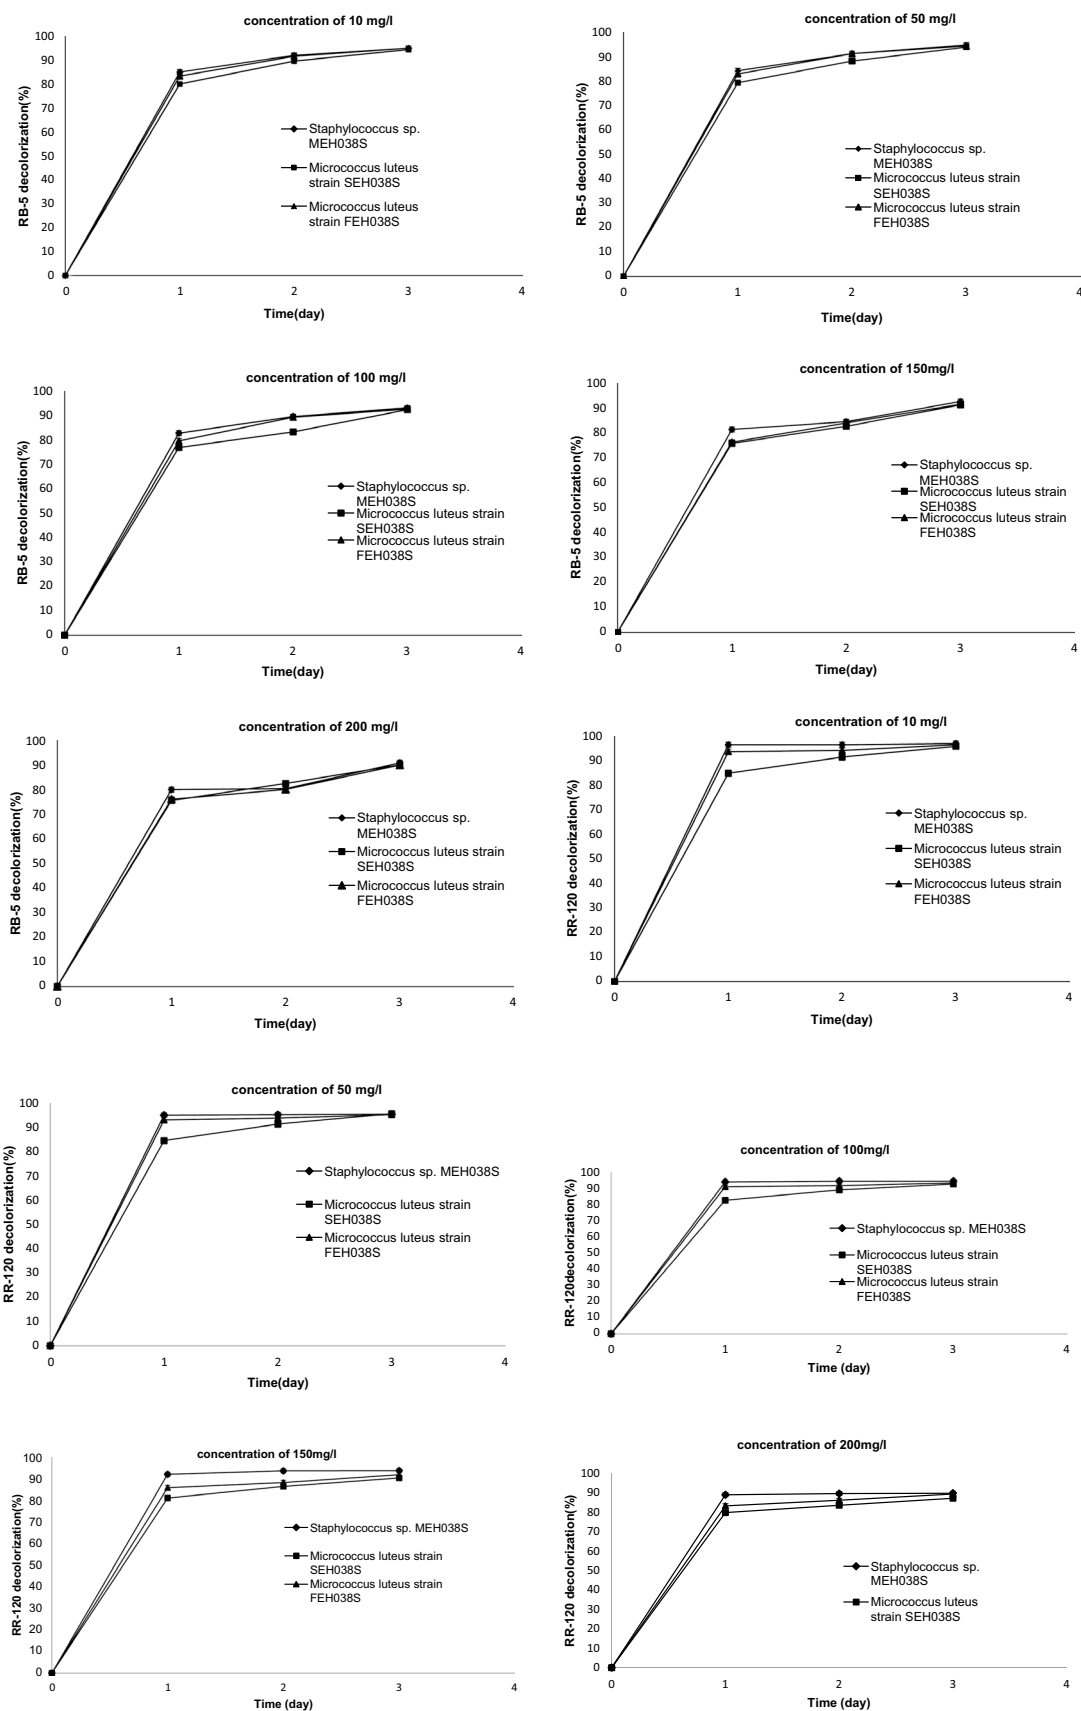 concentration of 10 mg/l
RB-5 decolorization(%)
100
90
80
70
60
50
40
30
20
10
0
Staphylococcus sp.
MEH038S
Micrococcus luteus
strain SEH038S
Micrococcus luteus
strain FEH038S
0 1 2 3 4
Time(day)
concentration of 50 mg/l
RB-5 decolorization(%)
100
90
80
70
60
50
40
30
20
10
0
Staphylococcus sp.
MEH038S
Micrococcus luteus strain
SEH038S
Micrococcus luteus strain
FEH038S
0 1 2 3 4
Time(day)
concentration of 100 mg/l
RB-5 decolorization(%)
100
90
80
70
60
50
40
30
20
10
0
Staphylococcus sp.
MEH038S
Micrococcus luteus strain
SEH038S
Micrococcus luteus strain
FEH038S
0 1 2 3 4
Time(day)
concentration of 150mg/l
RB-5 decolorization(%)
100
90
80
70
60
50
40
30
20
10
0
Staphylococcus sp.
MEH038S
Micrococcus luteus strain
SEH038S
Micrococcus luteus strain
FEH038S
0 1 2 3 4
Time(day)
concentration of 200 mg/l
RB-5 decolorization(%)
100
90
80
70
60
50
40
30
20
10
0
Staphylococcus sp.
MEH038S
Micrococcus luteus strain
SEH038S
Micrococcus luteus strain
FEH038S
0 1 2 3 4
Time(day)
concentration of 10 mg/l
RR-120 decolorization(%)
100
90
80
70
60
50
40
30
20
10
0
Staphylococcus sp.
MEH038S
Micrococcus luteus strain
SEH038S
Micrococcus luteus strain
FEH038S
0 1 2 3 4
Time(day)
concentration of 50 mg/l
RR-120 decolorization(%)
100
90
80
70
60
50
40
30
20
10
0
Staphylococcus sp. MEH038S
Micrococcus luteus strain
SEH038S
Micrococcus luteus strain
FEH038S
0 1 2 3 4
Time(day)
concentration of 100mg/l
RR-120decolorization(%)
100
90
80
70
60
50
40
30
20
10
0
Staphylococcus sp. MEH038S
Micrococcus luteus strain
SEH038S
Micrococcus luteus strain
FEH038S
0 1 2 3 4
Time (day)
concentration of 150mg/l
RR-120 decolorization(%)
100
90
80
70
60
50
40
30
20
10
0
Staphylococcus sp. MEH038S
Micrococcus luteus strain
SEH038S
Micrococcus luteus strain
FEH038S
0 1 2 3 4
Time (day)
concentration of 200mg/l
RR-120 decolorization(%)
100
90
80
70
60
50
40
30
20
10
0
Staphylococcus sp.
MEH038S
Micrococcus luteus
strain SEH038S
0 1 2 3 4
Time (day)